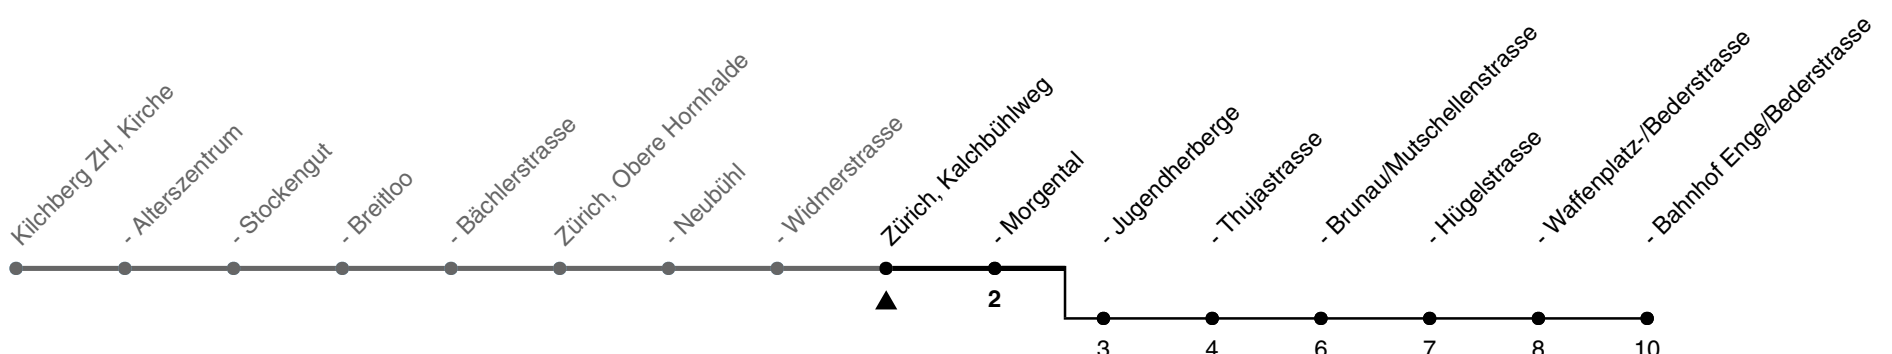 Kilchberg ZH, Kirche
- Alterszentrum
- Stockengut
- Breitloo
- Bächlerstrasse
Zürich, Obere Hornhalde
- Neubühl
- Widmerstrasse
Zürich, Kalchbühlweg
- Morgental
- Jugendherberge
- Thujastrasse
- Brunau/Mutschellenstrasse
- Hügelstrasse
- Waffenplatz-/Bederstrasse
- Bahnhof Enge/Bederstrasse
2
3 4 6 7 8 10